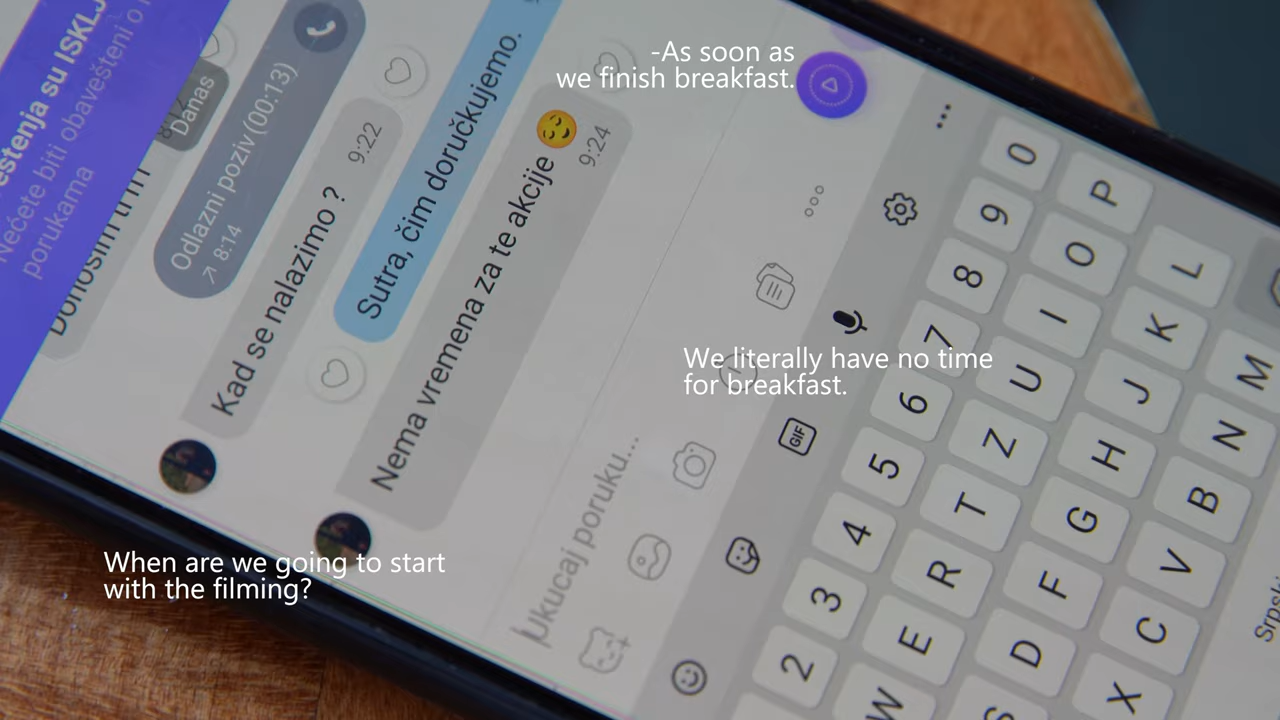 estenja su ISKLJ
Nećete biti obavešteni o
porukama
Danas
Odlazni poziv (00:13)
↗ 8:14
Kad se nalazimo ?
9:22
Sutra, čim doručkujemo.
Nema vremena za te akcije 😌
9:24
Ukucaj poruku...
-As soon as
we finish breakfast.
We literally have no time
for breakfast.
When are we going to start
with the filming?
GIF
2 3 4 5 6 7 8 9 0
W E R T Z U I O P
S D F G H J K L
X C V B N M
Srpsk